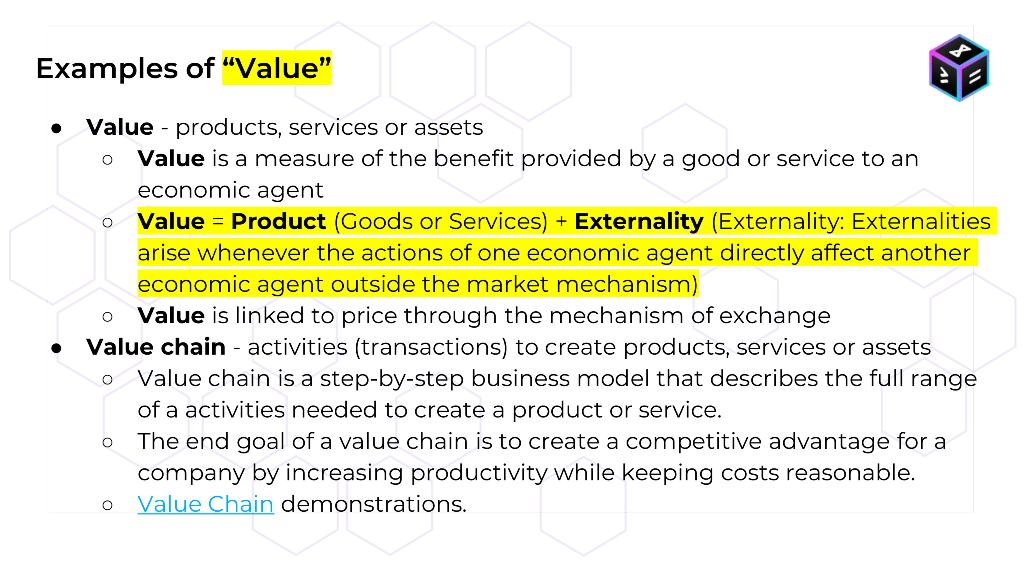 Examples of “Value”
● Value - products, services or assets
○ Value is a measure of the benefit provided by a good or service to an
economic agent
○ Value = Product (Goods or Services) + Externality (Externality: Externalities
arise whenever the actions of one economic agent directly affect another
economic agent outside the market mechanism)
○ Value is linked to price through the mechanism of exchange
● Value chain - activities (transactions) to create products, services or assets
○ Value chain is a step-by-step business model that describes the full range
of a activities needed to create a product or service.
○ The end goal of a value chain is to create a competitive advantage for a
company by increasing productivity while keeping costs reasonable.
○ Value Chain demonstrations.